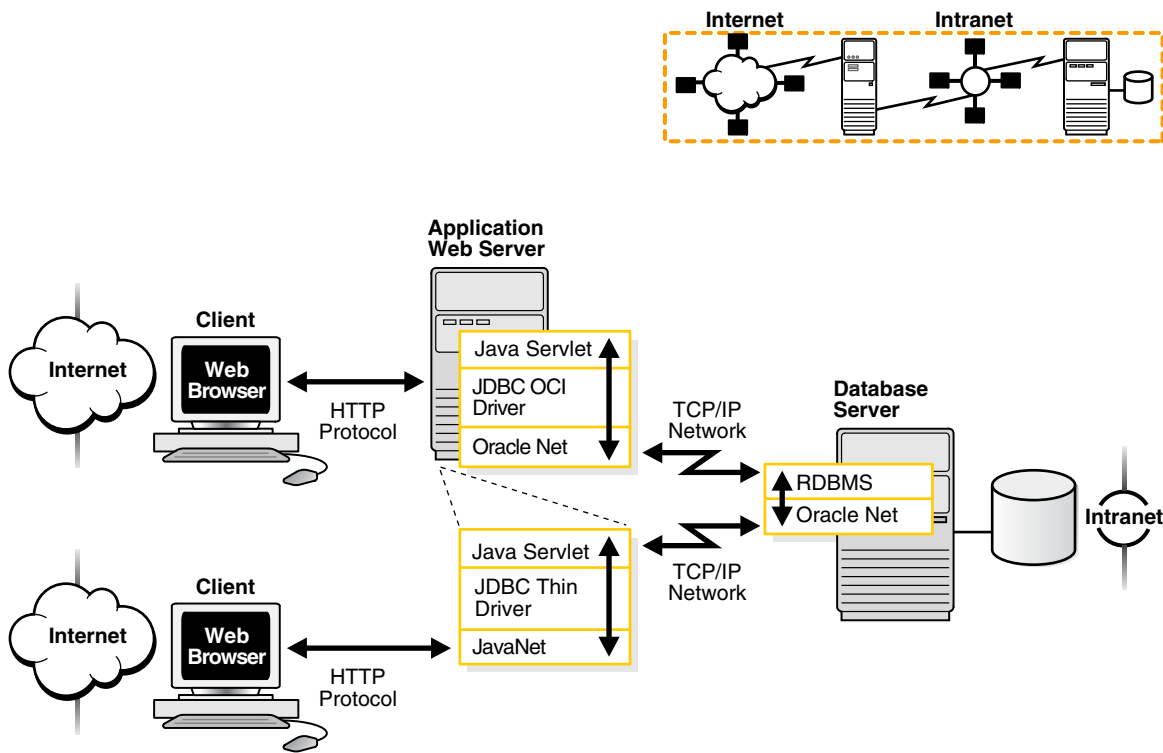 Internet
Intranet
Application
Web Server
Client
Internet
Web
Browser
HTTP
Protocol
Java Servlet
JDBC OCI
Driver
Oracle Net
TCP/IP
Network
Database
Server
RDBMS
Oracle Net
Intranet
Client
Internet
Web
Browser
HTTP
Protocol
Java Servlet
JDBC Thin
Driver
JavaNet
TCP/IP
Network